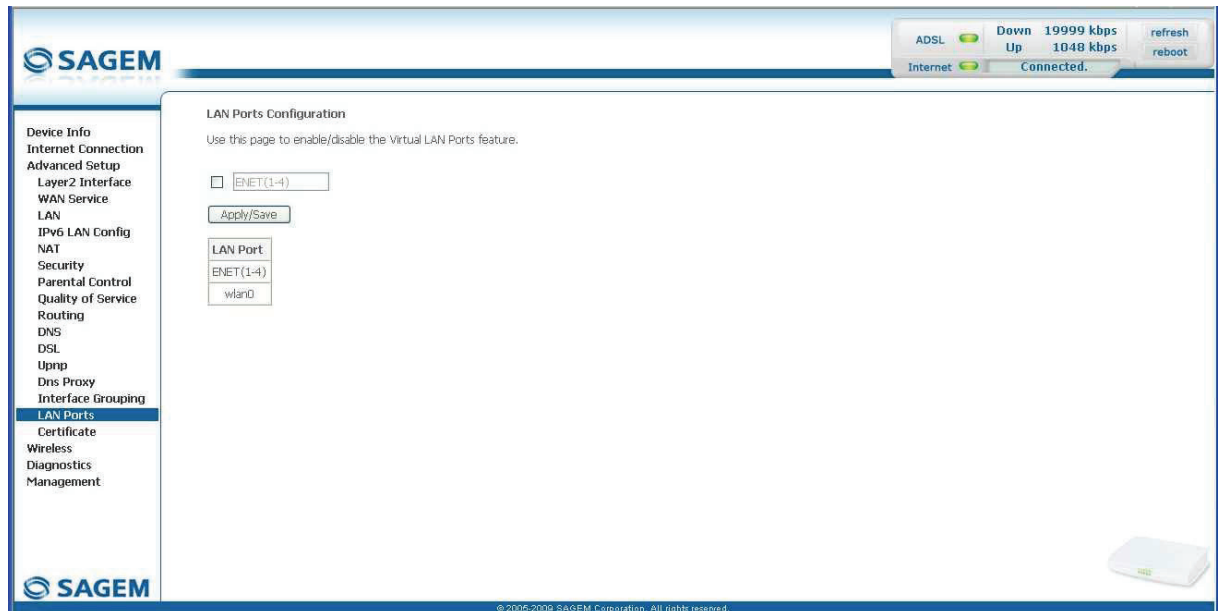 SAGEM
ADSL
Down 19999 kbps
Up 1048 kbps
refresh
reboot
Internet
Connected.
Device Info
Internet Connection
Advanced Setup
Layer2 Interface
WAN Service
LAN
IPv6 LAN Config
NAT
Security
Parental Control
Quality of Service
Routing
DNS
DSL
Upnp
Dns Proxy
Interface Grouping
LAN Ports
Certificate
Wireless
Diagnostics
Management
LAN Ports Configuration
Use this page to enable/disable the Virtual LAN Ports feature.
ENET(1-4)
Apply/Save
LAN Port
ENET(1-4)
wlan0
SAGEM
© 2005-2009 SAGEM Corporation. All rights reserved.